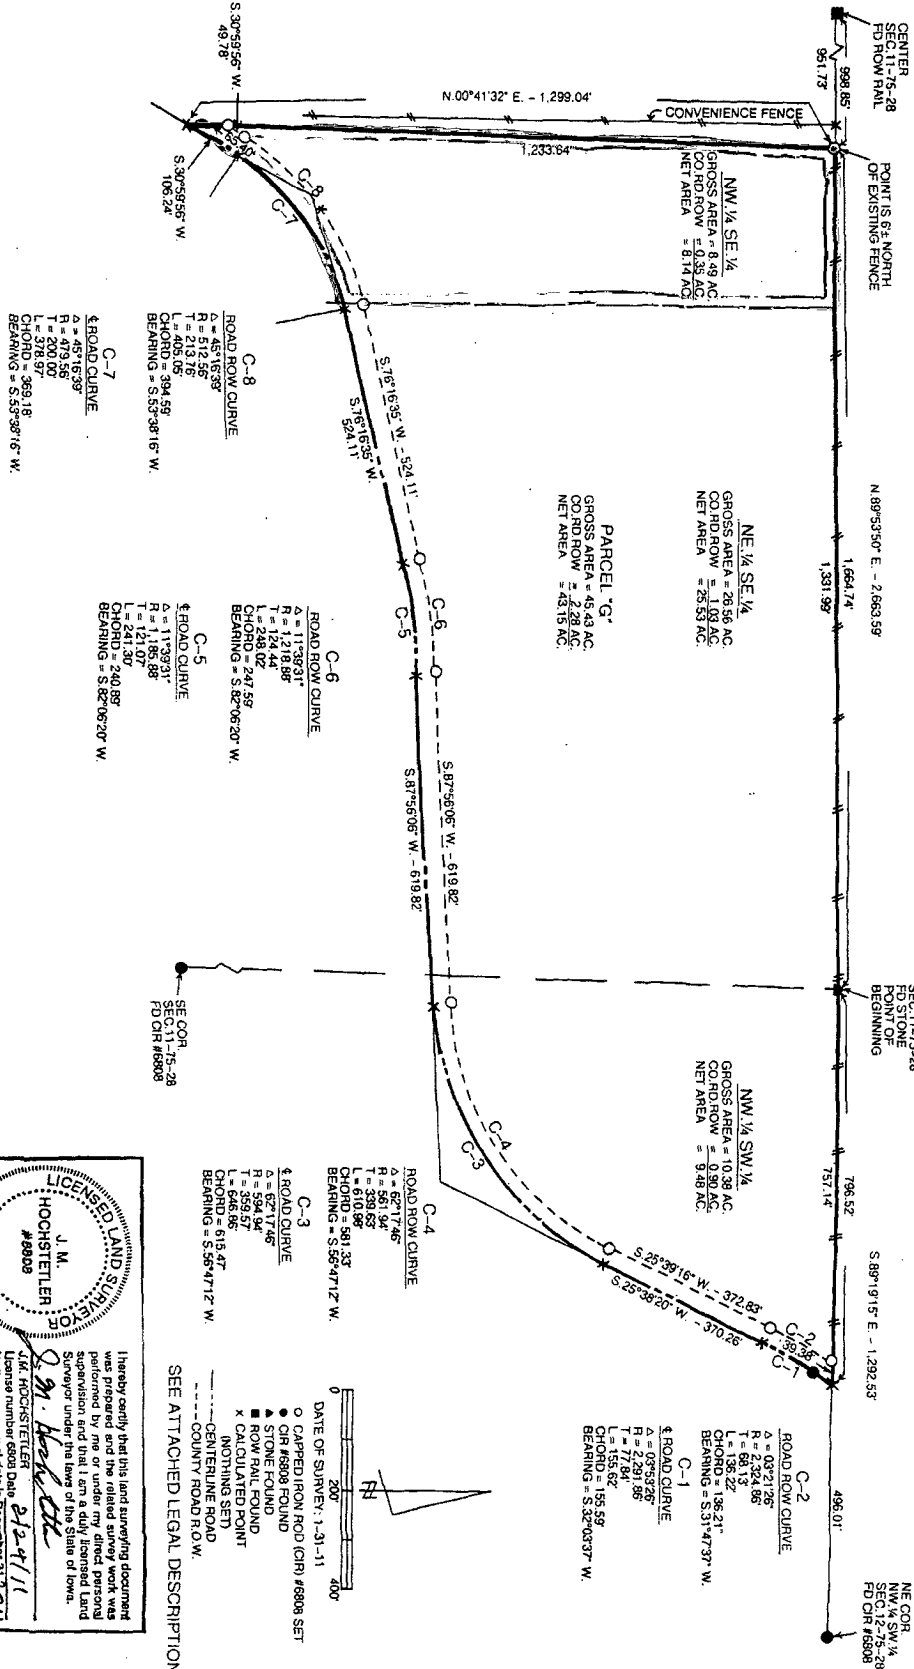 CENTER
SEC.11-75-28
FD ROW RAIL
998.85'
951.73'
POINT IS 6'± NORTH
OF EXISTING FENCE
N.89°53'50" E. - 2,663.59'
1,664.74'
1,331.99'
SEC.11-75-28
FD STONE
POINT OF
BEGINNING
796.52'
757.14'
S.89°19'15" E. - 1,292.53'
496.01'
NE COR.
NW.¼ SW.¼
SEC.12-75-28
FD CIR #6808
N.00°41'32" E. - 1,299.04'
CONVENIENCE FENCE
1,233.64'
65.40'
S.30°59'56" W.
49.78'
S.30°59'56" W.
106.24'
NW.¼ SE.¼
GROSS AREA = 8.49 AC.
CO.RD.ROW = 0.35 AC.
NET AREA = 8.14 AC.
NE.¼ SE.¼
GROSS AREA = 26.56 AC.
CO.RD.ROW = 1.03 AC.
NET AREA = 25.53 AC.
PARCEL "G"
GROSS AREA = 45.43 AC.
CO.RD.ROW = 2.28 AC.
NET AREA = 43.15 AC.
NW.¼ SW.¼
GROSS AREA = 10.38 AC.
CO.RD.ROW = 0.90 AC.
NET AREA = 9.48 AC.
C-8
C-7
S.76°16'35" W. - 524.11'
S.76°16'35" W.
524.11'
C-6
C-5
S.87°56'06" W. - 619.82'
S.87°56'06" W. - 619.82'
C-4
C-3
S.25°39'16" W. - 372.83'
S.25°38'20" W. - 370.26'
C-2
39.38'
C-1
C-8
ROAD ROW CURVE
Δ = 45°16'39"
R = 512.56'
T = 213.76'
L = 405.05'
CHORD = 394.59'
BEARING = S.53°38'16" W.
C-7
℄ ROAD CURVE
Δ = 45°16'39"
R = 479.56'
T = 200.00'
L = 378.97'
CHORD = 369.18'
BEARING = S.53°38'16" W.
C-6
ROAD ROW CURVE
Δ = 11°39'31"
R = 1,218.88'
T = 124.44'
L = 248.02'
CHORD = 247.59'
BEARING = S.82°06'20" W.
C-5
℄ ROAD CURVE
Δ = 11°39'31"
R = 1,185.88'
T = 121.07'
L = 241.30'
CHORD = 240.89'
BEARING = S.82°06'20" W.
SE COR.
SEC.11-75-28
FD CIR #6808
C-4
ROAD ROW CURVE
Δ = 62°17'46"
R = 561.94'
T = 339.63'
L = 610.98'
CHORD = 581.33'
BEARING = S.56°47'12" W.
C-3
℄ ROAD CURVE
Δ = 62°17'46"
R = 594.94'
T = 359.57'
L = 646.86'
CHORD = 615.47'
BEARING = S.56°47'12" W.
C-2
ROAD ROW CURVE
Δ = 03°21'26"
R = 2,324.86'
T = 68.13'
L = 136.22'
CHORD = 136.21'
BEARING = S.31°47'37" W.
C-1
℄ ROAD CURVE
Δ = 03°53'26"
R = 2,291.86'
T = 77.84'
L = 155.62'
CHORD = 155.59'
BEARING = S.32°03'37" W.
0 200' 400'
DATE OF SURVEY: 1-31-11
○ CAPPED IRON ROD (CIR) #6808 SET
● CIR #6808 FOUND
▲ STONE FOUND
■ ROW RAIL FOUND
X CALCULATED POINT
(NOTHING SET)
CENTERLINE ROAD
COUNTY ROAD R.O.W.
SEE ATTACHED LEGAL DESCRIPTION
LICENSED LAND SURVEYOR
J. M.
HOCHSTETLER
#6808
I hereby certify that this land surveying document
was prepared and the related survey work was
performed by me or under my direct personal
supervision and that I am a duly licensed Land
Surveyor under the laws of the State of Iowa.
J. M. Hochstetler
J.M. HOCHSTETLER
License number 6808 Date